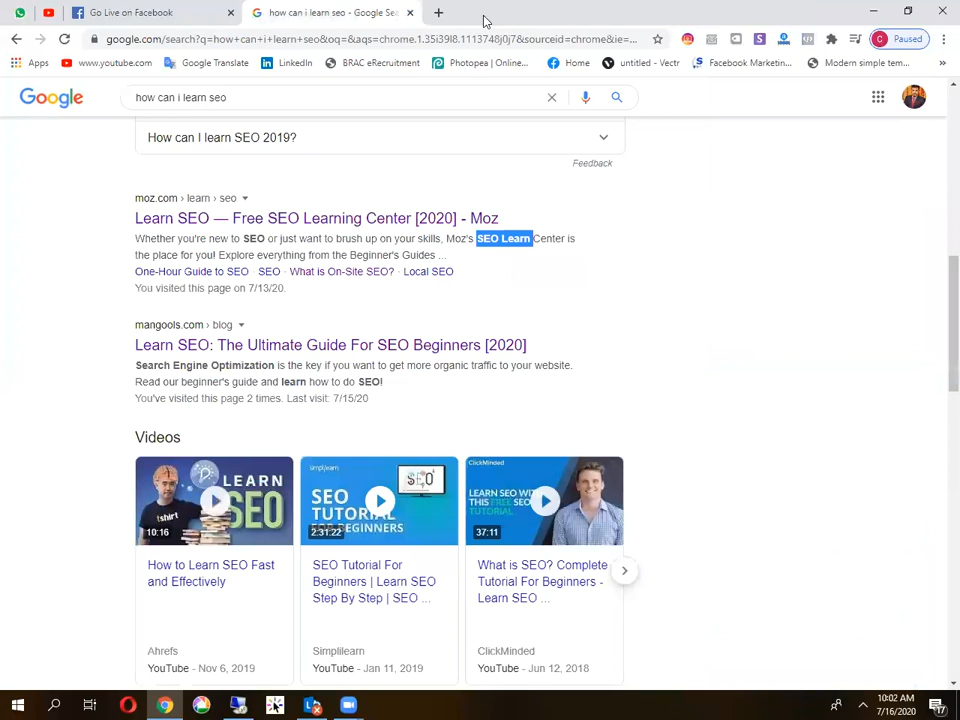 Go Live on Facebook
how can i learn seo - Google Sea
google.com/search?q=how+can+i+learn+seo&oq=&aqs=chrome.1.35i39l8.1113748j0j7&sourceid=chrome&ie=...
Paused
Apps
www.youtube.com
Google Translate
LinkedIn
BRAC eRecruitment
Photopea | Online...
Home
untitled - Vectr
Facebook Marketin...
Modern simple tem...
Google
how can i learn seo
How can I learn SEO 2019?
Feedback
moz.com › learn › seo
Learn SEO — Free SEO Learning Center [2020] - Moz
Whether you're new to SEO or just want to brush up on your skills, Moz's SEO Learn Center is
the place for you! Explore everything from the Beginner's Guides ...
One-Hour Guide to SEO · SEO · What is On-Site SEO? · Local SEO
You visited this page on 7/13/20.
mangools.com › blog
Learn SEO: The Ultimate Guide For SEO Beginners [2020]
Search Engine Optimization is the key if you want to get more organic traffic to your website.
Read our beginner's guide and learn how to do SEO!
You've visited this page 2 times. Last visit: 7/15/20
Videos
LEARN
SEO
tshirt
10:16
simplilearn
SEO
SEO
TUTORIAL
FOR BEGINNERS
2:31:22
ClickMinded
LEARN SEO WITH
THIS FREE SEO
TUTORIAL
37:11
How to Learn SEO Fast
and Effectively
Ahrefs
YouTube - Nov 6, 2019
SEO Tutorial For
Beginners | Learn SEO
Step By Step | SEO ...
Simplilearn
YouTube - Jan 11, 2019
What is SEO? Complete
Tutorial For Beginners -
Learn SEO ...
ClickMinded
YouTube - Jun 12, 2018
10:02 AM
7/16/2020
17